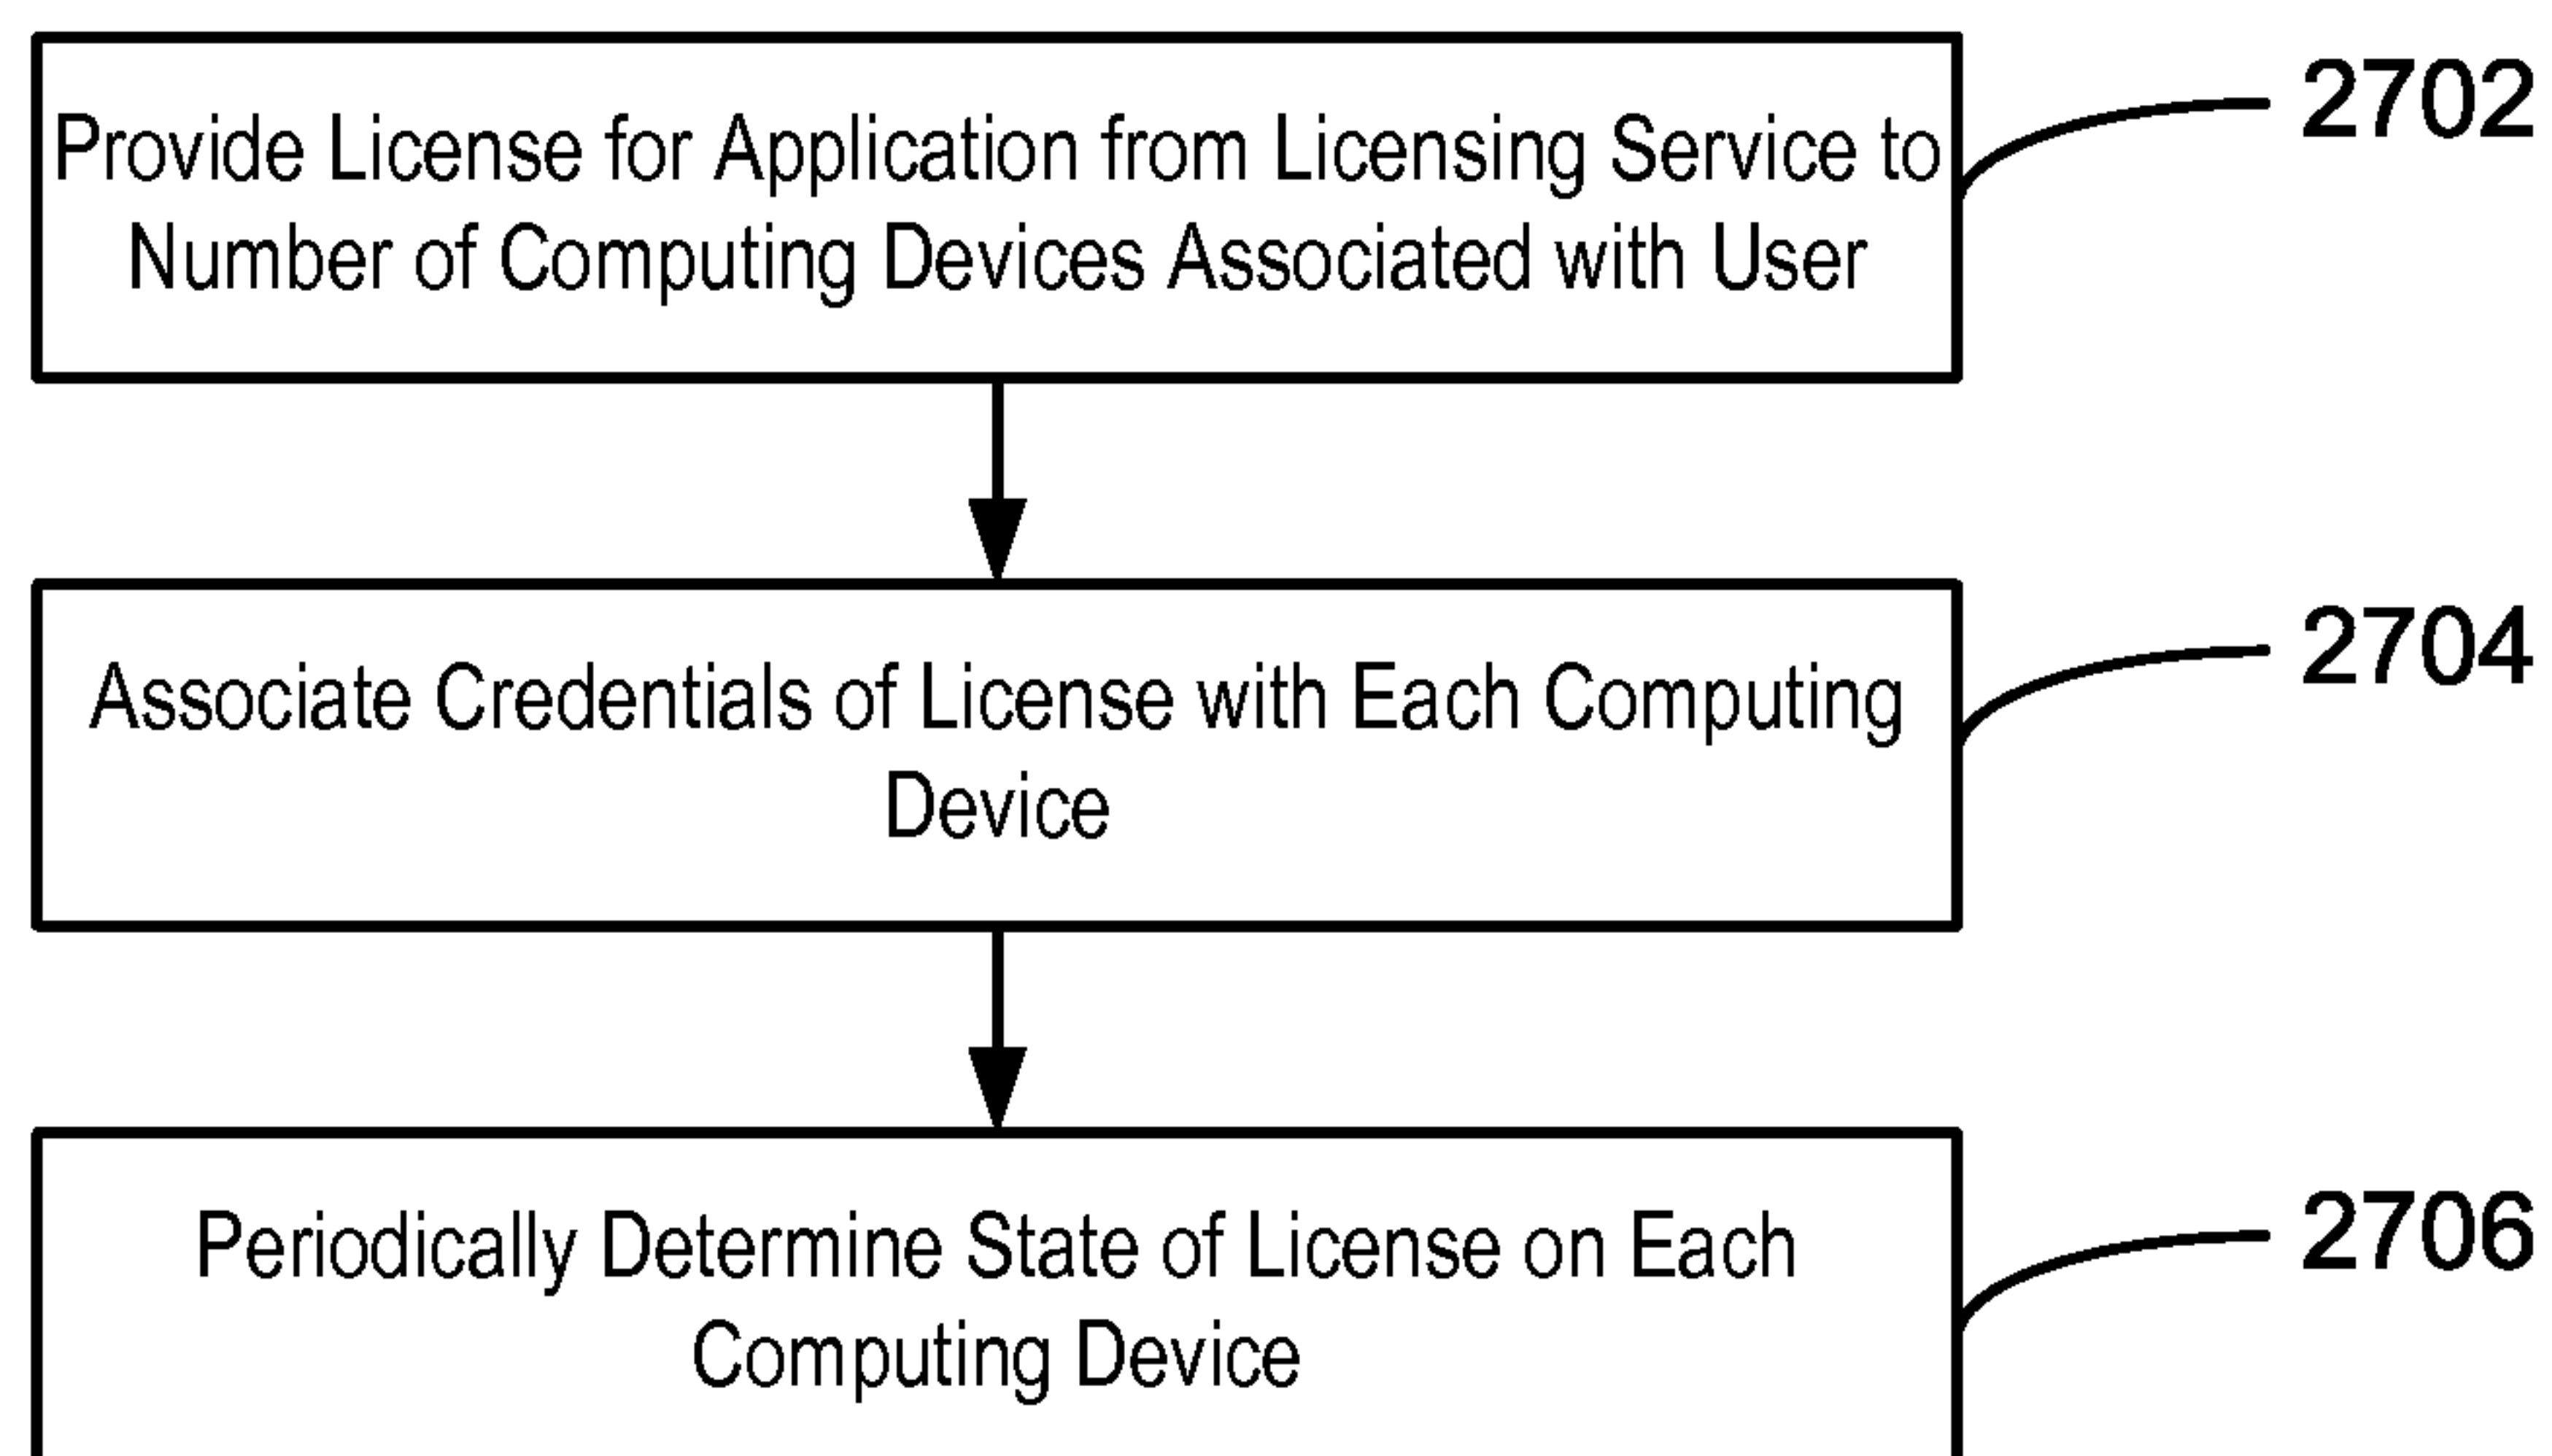 Provide License for Application from Licensing Service to
Number of Computing Devices Associated with User
2702
Associate Credentials of License with Each Computing
Device
2704
Periodically Determine State of License on Each
Computing Device
2706